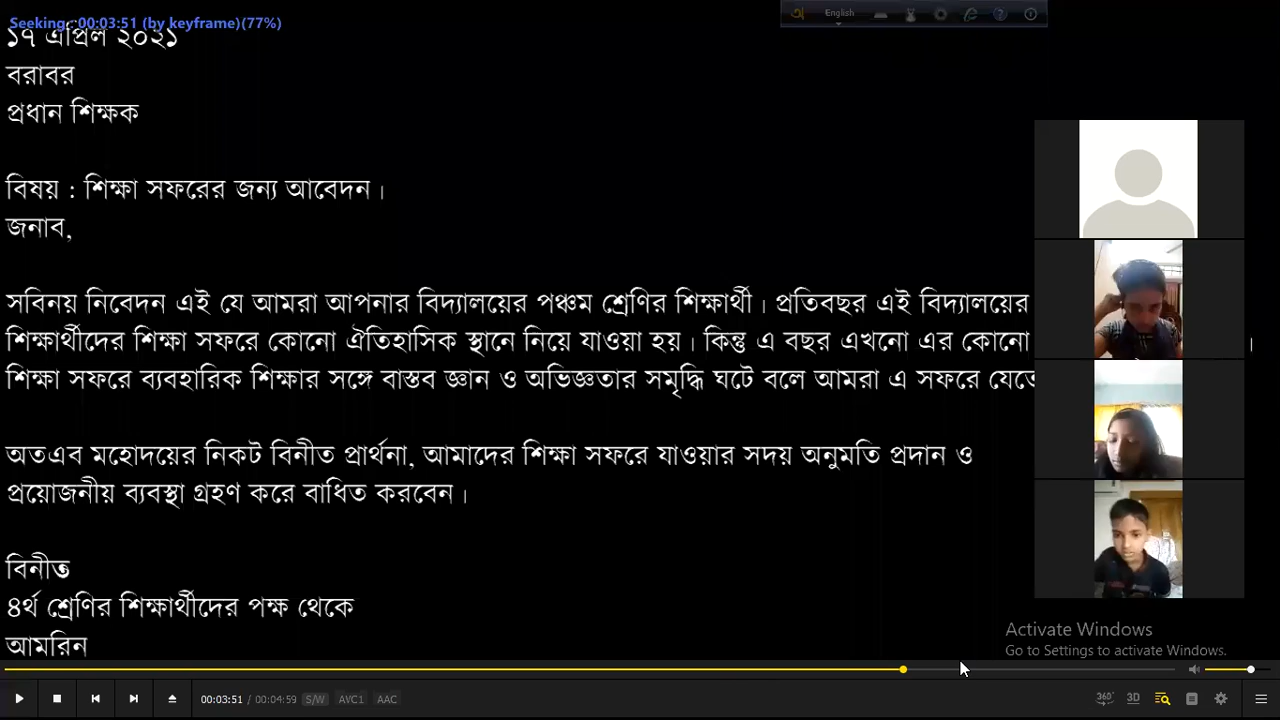 Seeking : 00:03:51 (by keyframe)(77%)
English
১৭ এপ্রিল ২০২১
বরাবর
প্রধান শিক্ষক
বিষয় : শিক্ষা সফরের জন্য আবেদন।
জনাব,
সবিনয় নিবেদন এই যে আমরা আপনার বিদ্যালয়ের পঞ্চম শ্রেণির শিক্ষার্থী। প্রতিবছর এই বিদ্যালয়ের
শিক্ষার্থীদের শিক্ষা সফরে কোনো ঐতিহাসিক স্থানে নিয়ে যাওয়া হয়। কিন্তু এ বছর এখনো এর কোনো
শিক্ষা সফরে ব্যবহারিক শিক্ষার সঙ্গে বাস্তব জ্ঞান ও অভিজ্ঞতার সমৃদ্ধি ঘটে বলে আমরা এ সফরে যেতে
অতএব মহোদয়ের নিকট বিনীত প্রার্থনা, আমাদের শিক্ষা সফরে যাওয়ার সদয় অনুমতি প্রদান ও
প্রয়োজনীয় ব্যবস্থা গ্রহণ করে বাধিত করবেন।
বিনীত
৪র্থ শ্রেণির শিক্ষার্থীদের পক্ষ থেকে
আমরিন
Activate Windows
Go to Settings to activate Windows.
00:03:51 / 00:04:59 S/W AVC1 AAC 360° 3D